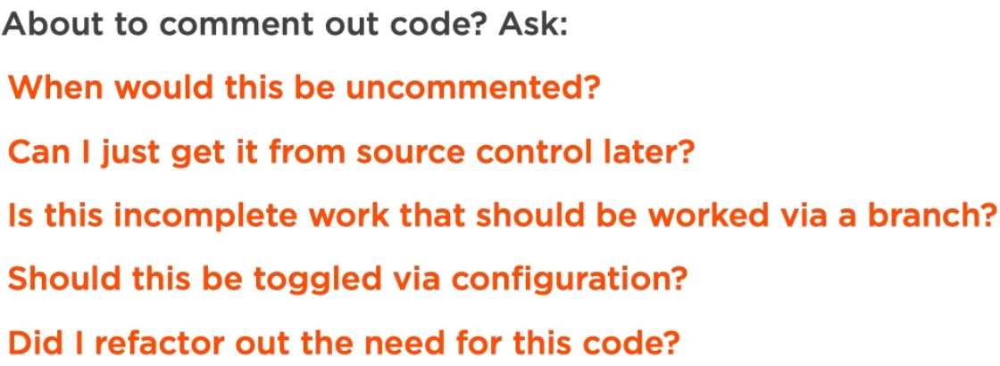 About to comment out code? Ask:
When would this be uncommented?
Can I just get it from source control later?
Is this incomplete work that should be worked via a branch?
Should this be toggled via configuration?
Did I refactor out the need for this code?